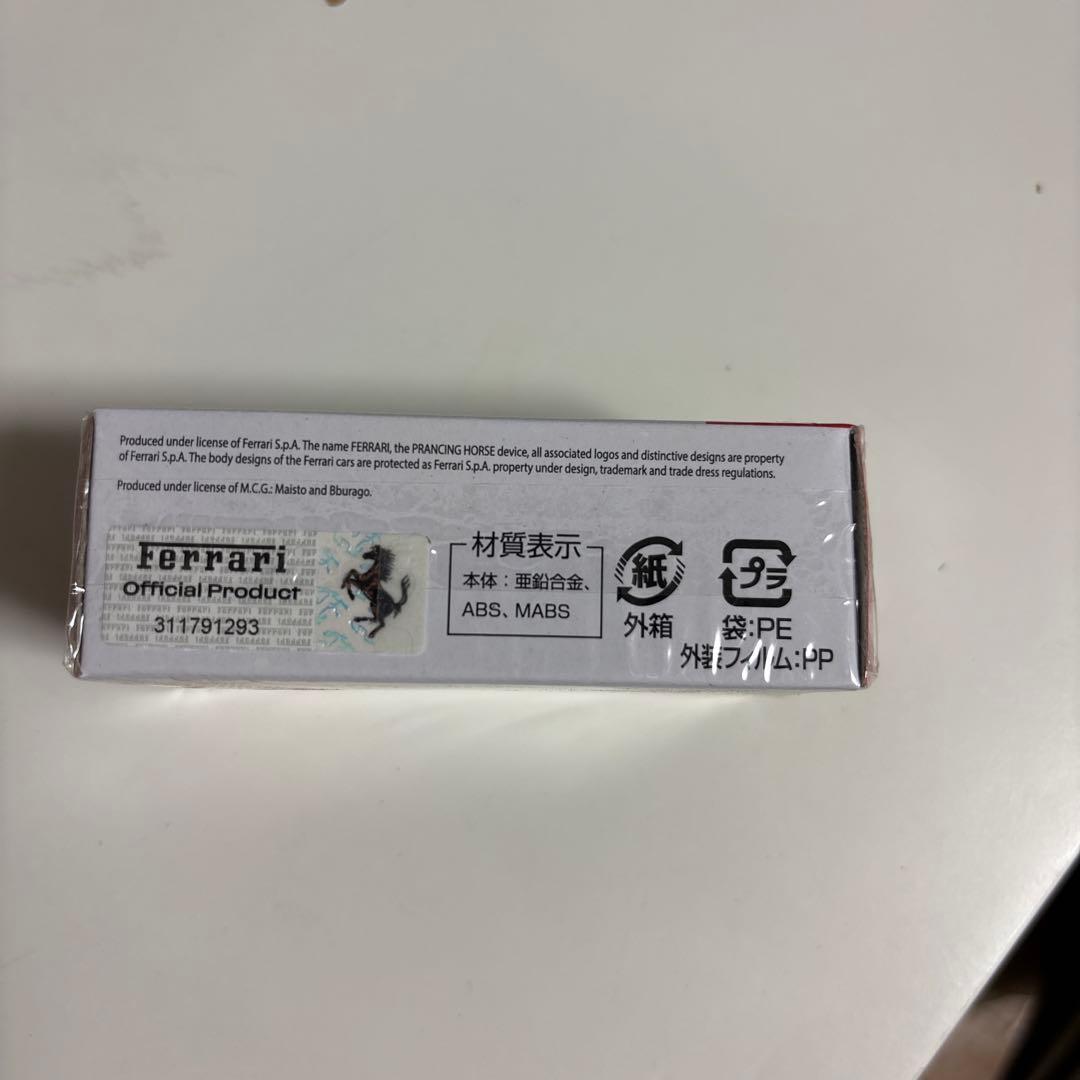 Produced under license of Ferrari S.p.A. The name FERRARI, the PRANCING HORSE device, all associated logos and distinctive designs are property
of Ferrari S.p.A. The body designs of the Ferrari cars are protected as Ferrari S.p.A. property under design, trademark and trade dress regulations.
Produced under license of M.C.G.: Maisto and Bburago.
Ferrari
Official Product
311791293
材質表示
本体：亜鉛合金、
ABS、MABS
紙
外箱
プラ
袋:PE
外装フィルム:PP